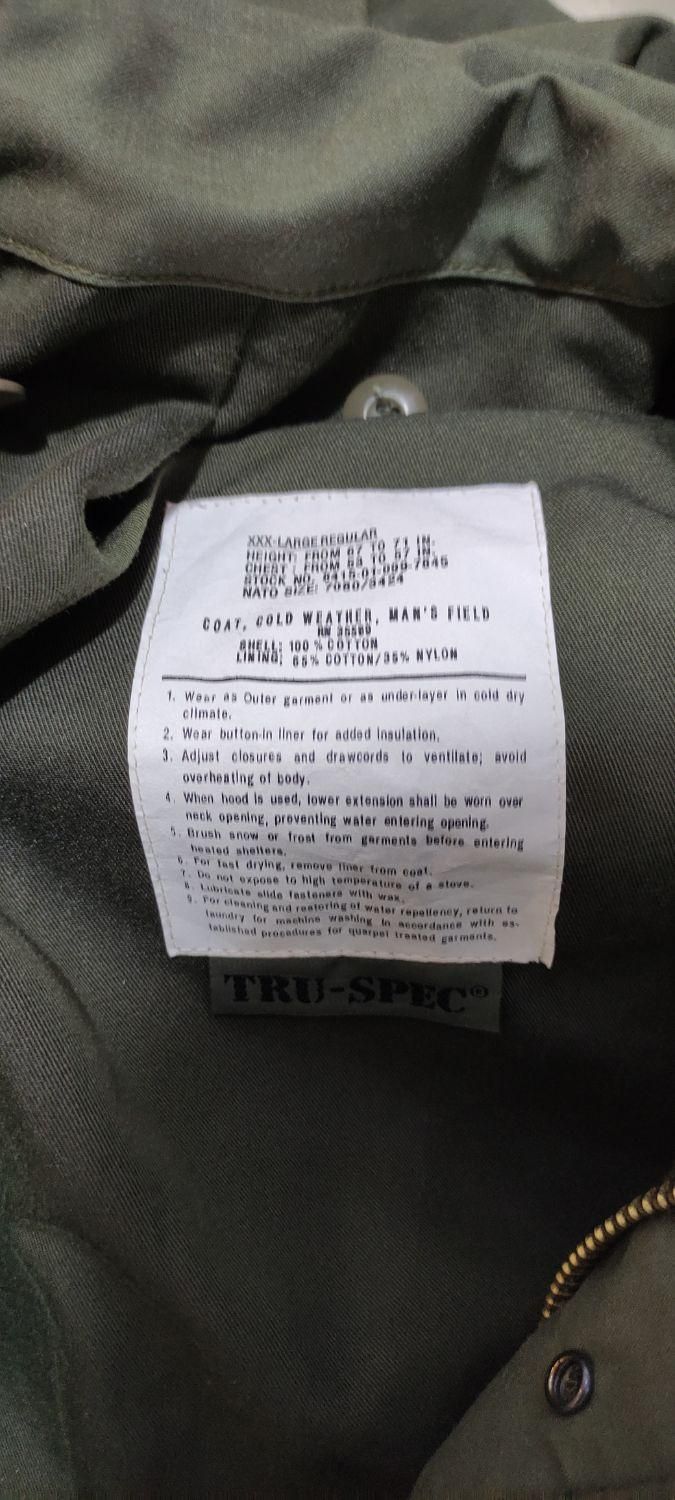 XXX-LARGE REGULAR
HEIGHT: FROM 67 TO 71 IN.
CHEST: FROM 53 TO 57 IN.
STOCK NO.
NATO SIZE: 7080/3424
COAT, COLD WEATHER, MAN'S FIELD
RN 35589
SHELL: 100 % COTTON
LINING: 65% COTTON/35% NYLON
1. Wear as Outer garment or as under-layer in cold dry
climate.
2. Wear button-in liner for added insulation,
3. Adjust closures and drawcords to ventilate; avoid
overheating of body.
4. When hood is used, lower extension shall be worn over
neck opening, preventing water entering opening.
5. Brush snow or frost from garments before entering
heated shelters.
6. For fast drying, remove liner from coat.
7. Do not expose to high temperature of a stove.
8. Lubricate slide fasteners with wax.
9. For cleaning and restoring of water repellency, return to
laundry for machine washing in accordance with es-
tablished procedures for quarpel treated garments.
TRU-SPEC®